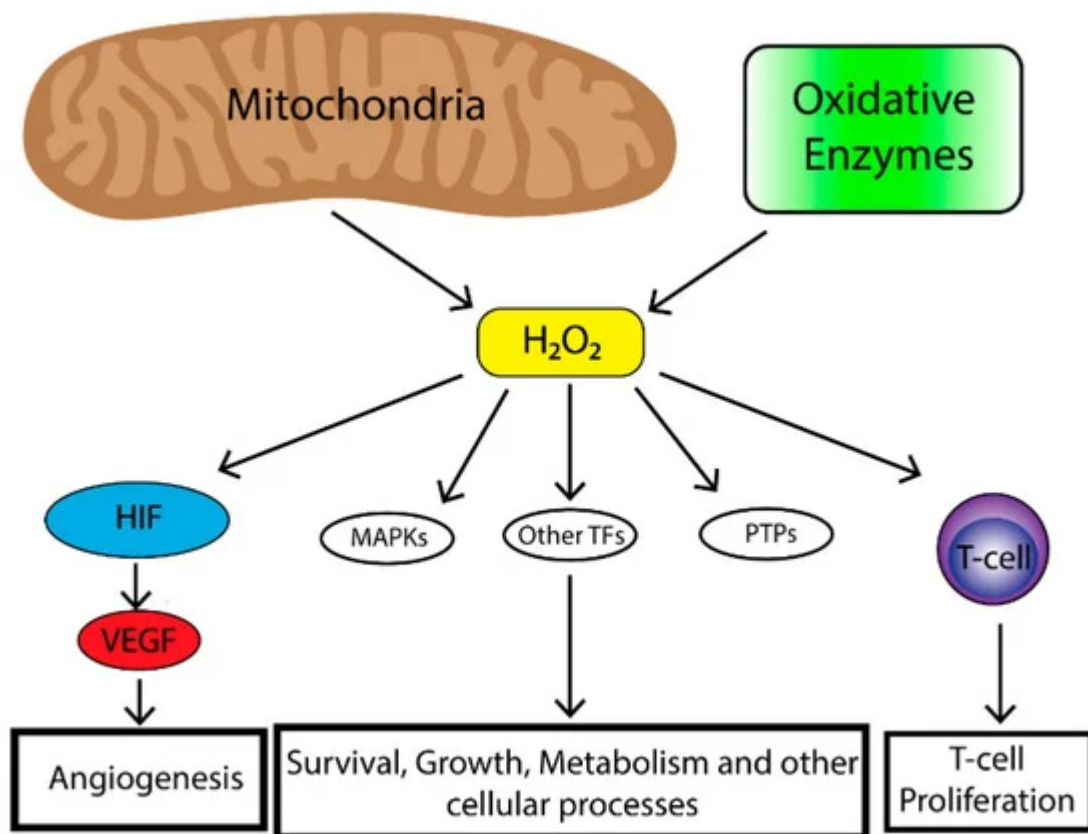 Mitochondria
Oxidative
Enzymes
H₂O₂
HIF
MAPKs
Other TFs
PTPs
T-cell
VEGF
Angiogenesis
Survival, Growth, Metabolism and other
cellular processes
T-cell
Proliferation